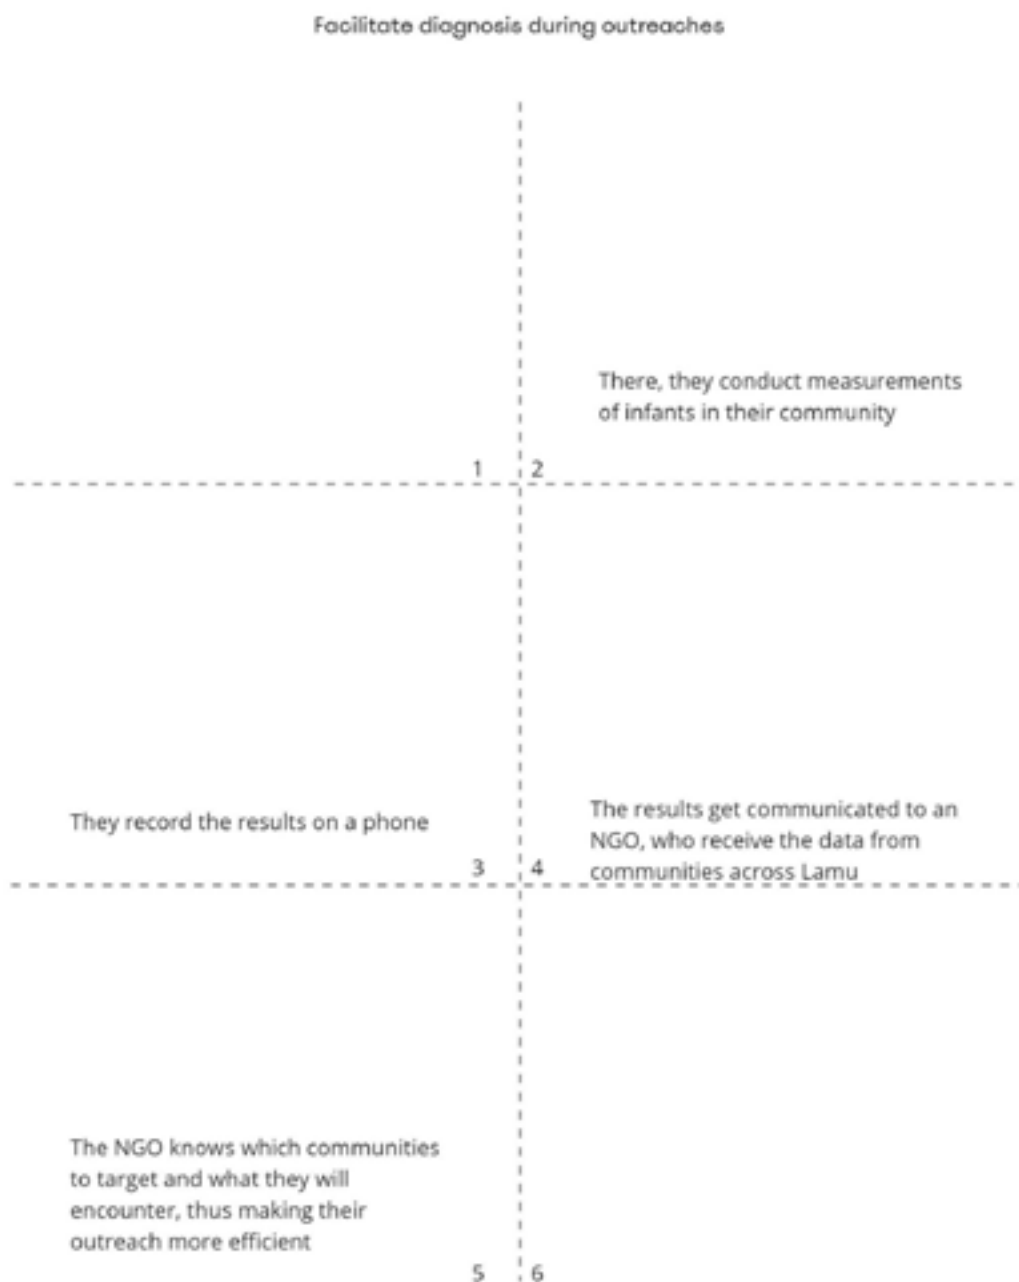 Facilitate diagnosis during outreaches
There, they conduct measurements
of infants in their community
1
2
They record the results on a phone
3
The results get communicated to an
NGO, who receive the data from
communities across Lamu
4
The NGO knows which communities
to target and what they will
encounter, thus making their
outreach more efficient
5
6